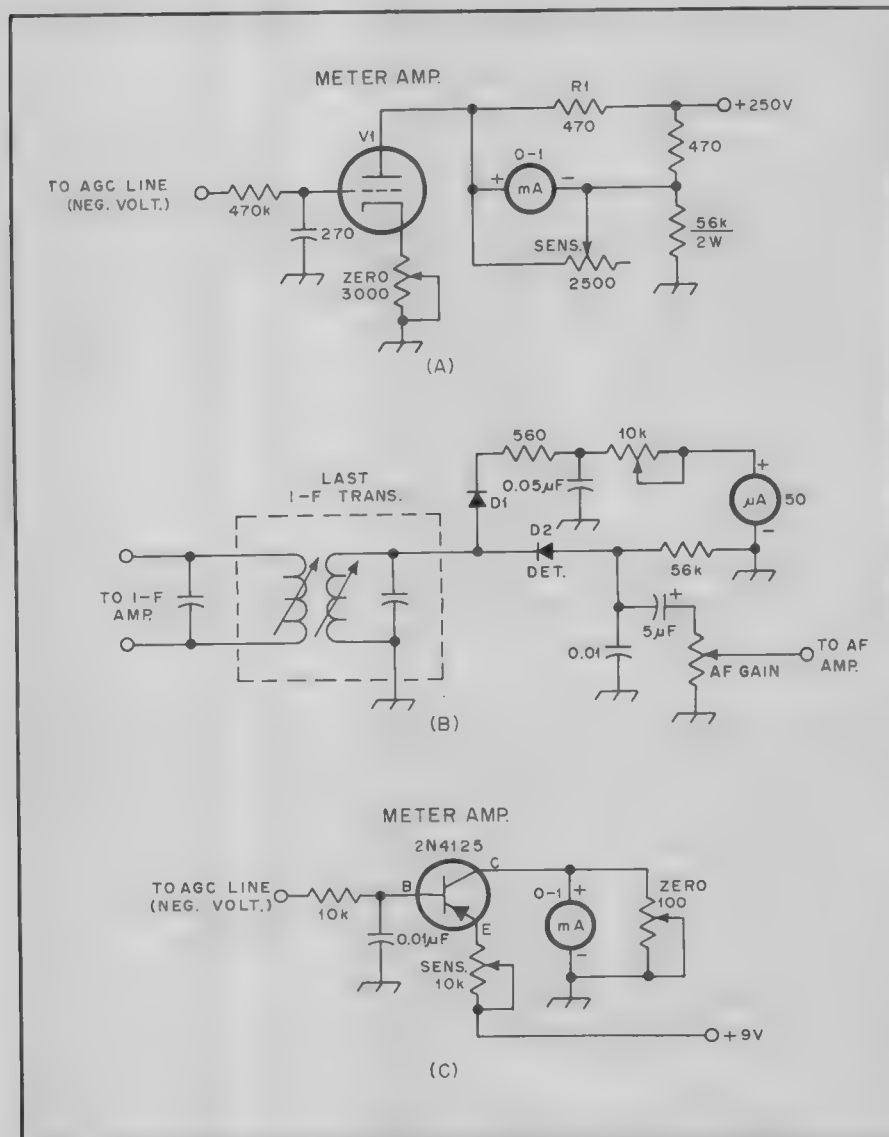 METER AMP.
R1
470
+250V
V1
0-1
470
TO AGC LINE
(NEG. VOLT.)
470k
+
mA
-
270
56k
2W
SENS.
2500
ZERO
3000
(A)
560
10k
LAST
I-F TRANS.
+
0.05μF
D1
μA
50
D2
-
DET.
56k
TO I-F
AMP.
+
5μF
0.01
TO AF
AMP.
AF GAIN
(B)
METER AMP.
2N4125
C
TO AGC LINE
(NEG. VOLT.)
B
0-1
+
ZERO
100
10k
mA
0.01μF
E
SENS.
10k
-
+9V
(C)